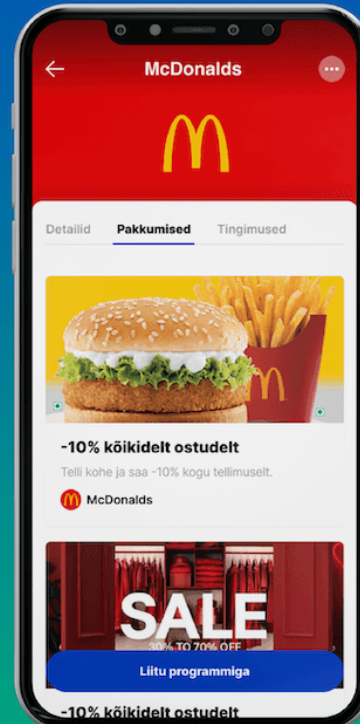 McDonalds
Detailid Pakkumised Tingimused
-10% kõikidelt ostudelt
Telli kohe ja saa -10% kogu tellimuselt.
McDonalds
SALE
30% TO 70% OFF
Liitu programmiga
-10% kõikidelt ostudelt